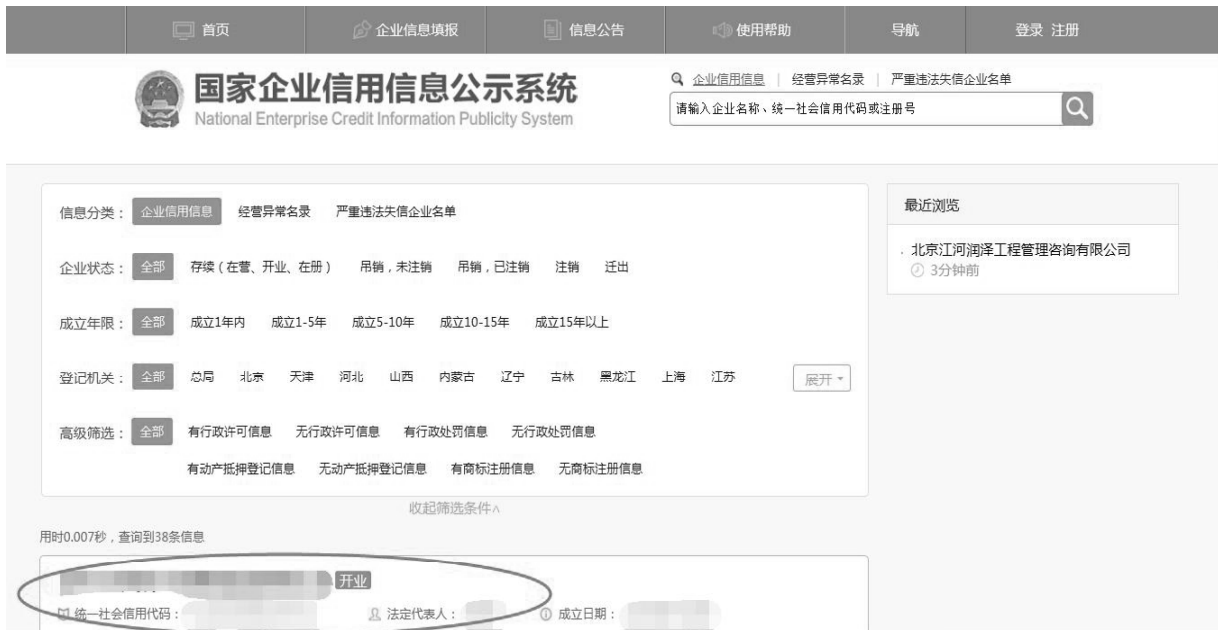 首页 企业信息填报 信息公告 使用帮助 导航 登录 注册
国家企业信用信息公示系统
National Enterprise Credit Information Publicity System
企业信用信息 | 经营异常名录 | 严重违法失信企业名单
请输入企业名称、统一社会信用代码或注册号
信息分类： 企业信用信息 经营异常名录 严重违法失信企业名单
企业状态： 全部 存续（在营、开业、在册） 吊销，未注销 吊销，已注销 注销 迁出
成立年限： 全部 成立1年内 成立1-5年 成立5-10年 成立10-15年 成立15年以上
登记机关： 全部 总局 北京 天津 河北 山西 内蒙古 辽宁 吉林 黑龙江 上海 江苏 展开
高级筛选： 全部 有行政许可信息 无行政许可信息 有行政处罚信息 无行政处罚信息
有动产抵押登记信息 无动产抵押登记信息 有商标注册信息 无商标注册信息
收起筛选条件∧
最近浏览
. 北京江河润泽工程管理咨询有限公司
3分钟前
用时0.007秒，查询到38条信息
开业
统一社会信用代码： 法定代表人： 成立日期：